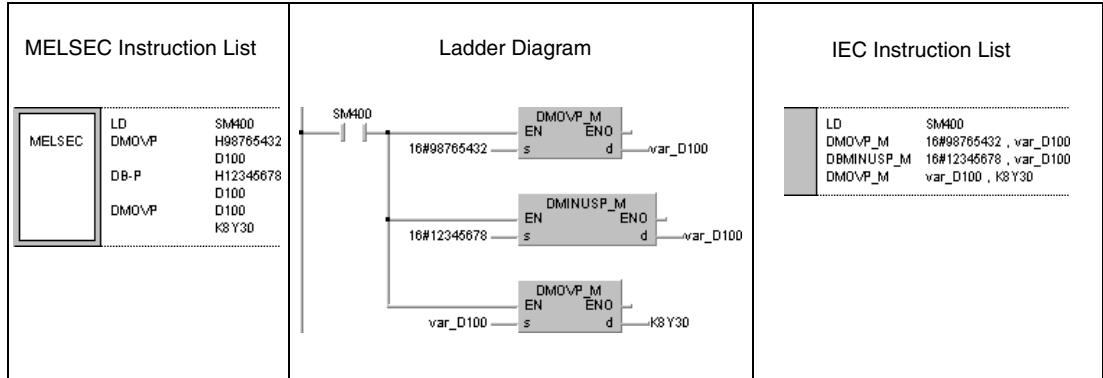 MELSEC Instruction List
MELSEC
LD SM400
DMOVP H98765432
D100
DB-P H12345678
D100
DMOVP D100
K8Y30
Ladder Diagram
SM400
DMOVP_M
EN ENO
16#98765432 s d var_D100
DMINUSP_M
EN ENO
16#12345678 s d var_D100
DMOVP_M
EN ENO
var_D100 s d K8Y30
IEC Instruction List
LD SM400
DMOVP_M 16#98765432 , var_D100
DBMINUSP_M 16#12345678 , var_D100
DMOVP_M var_D100 , K8Y30